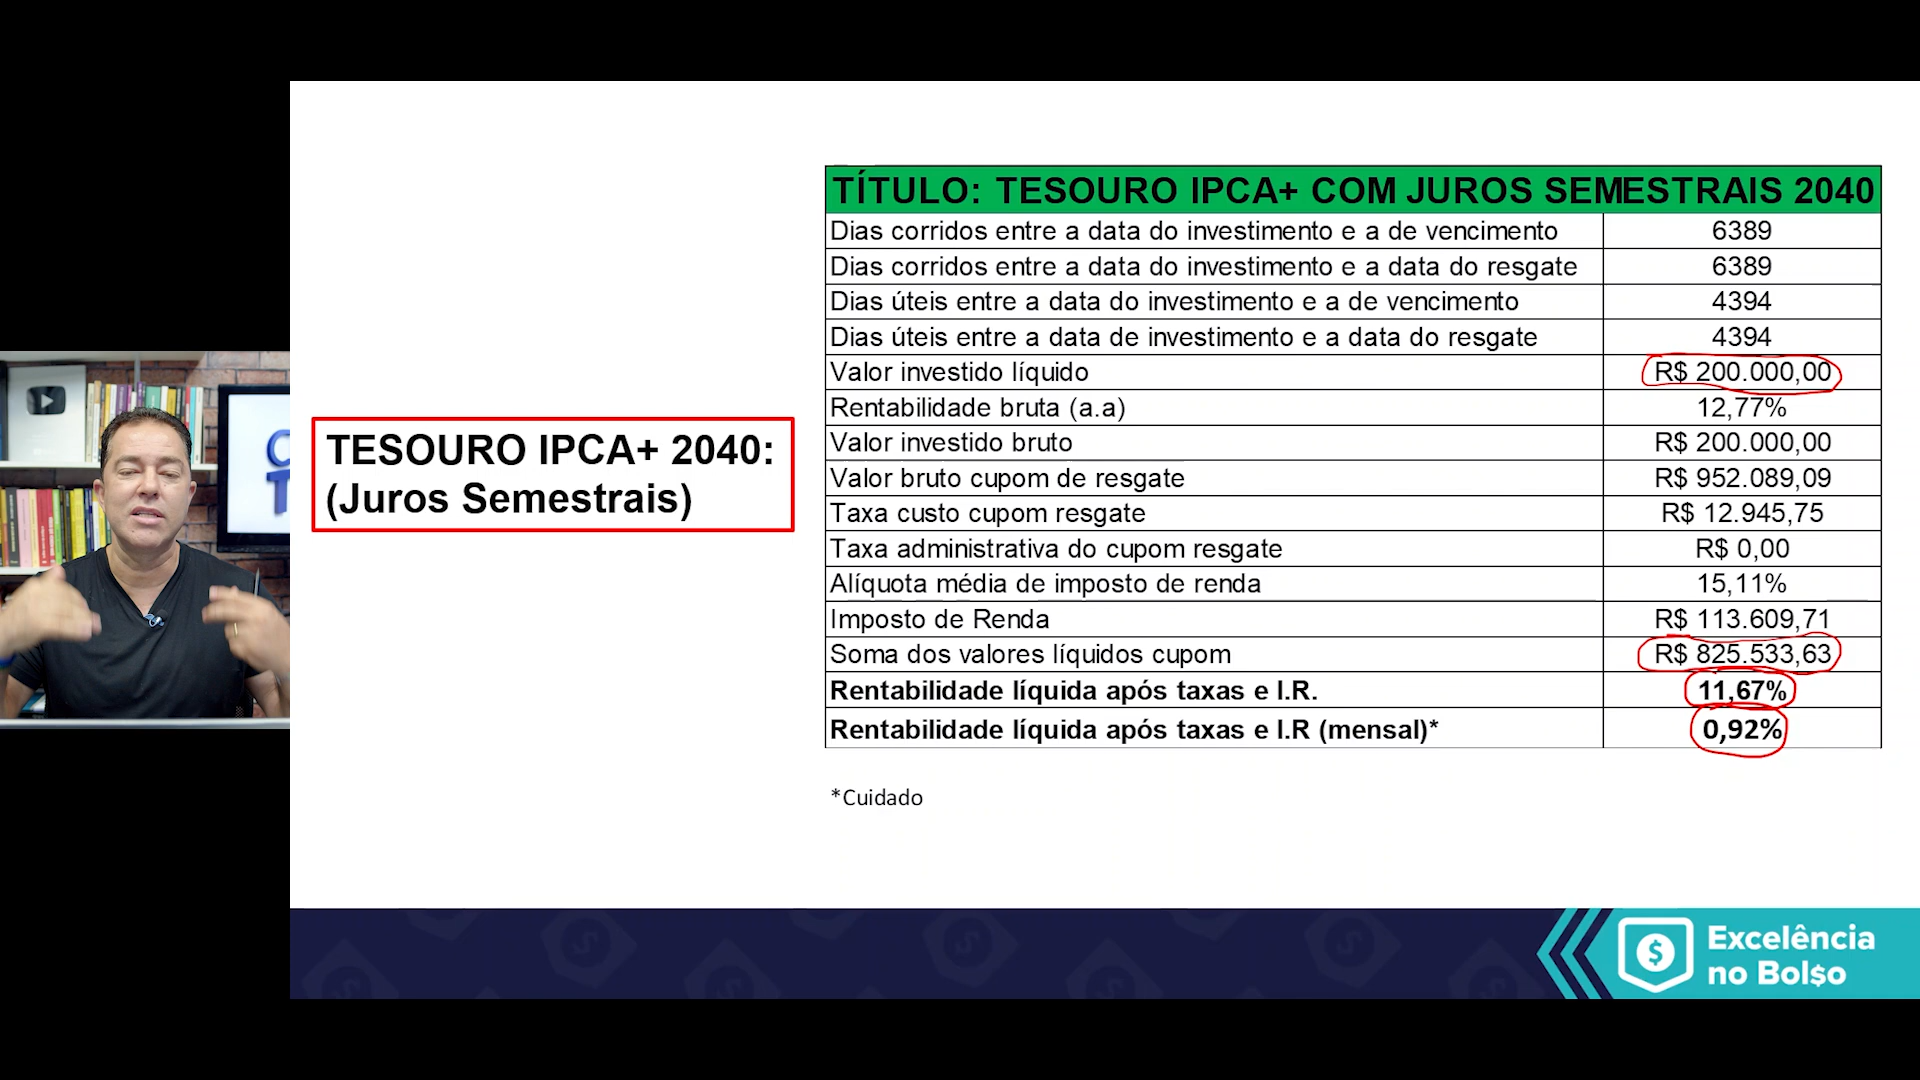 TESOURO IPCA+ 2040:
(Juros Semestrais)
TÍTULO: TESOURO IPCA+ COM JUROS SEMESTRAIS 2040
Dias corridos entre a data do investimento e a de vencimento 6389
Dias corridos entre a data do investimento e a data do resgate 6389
Dias úteis entre a data do investimento e a de vencimento 4394
Dias úteis entre a data de investimento e a data do resgate 4394
Valor investido líquido R$ 200.000,00
Rentabilidade bruta (a.a) 12,77%
Valor investido bruto R$ 200.000,00
Valor bruto cupom de resgate R$ 952.089,09
Taxa custo cupom resgate R$ 12.945,75
Taxa administrativa do cupom resgate R$ 0,00
Alíquota média de imposto de renda 15,11%
Imposto de Renda R$ 113.609,71
Soma dos valores líquidos cupom R$ 825.533,63
Rentabilidade líquida após taxas e I.R. 11,67%
Rentabilidade líquida após taxas e I.R (mensal)* 0,92%
*Cuidado
Excelência
no Bol$o